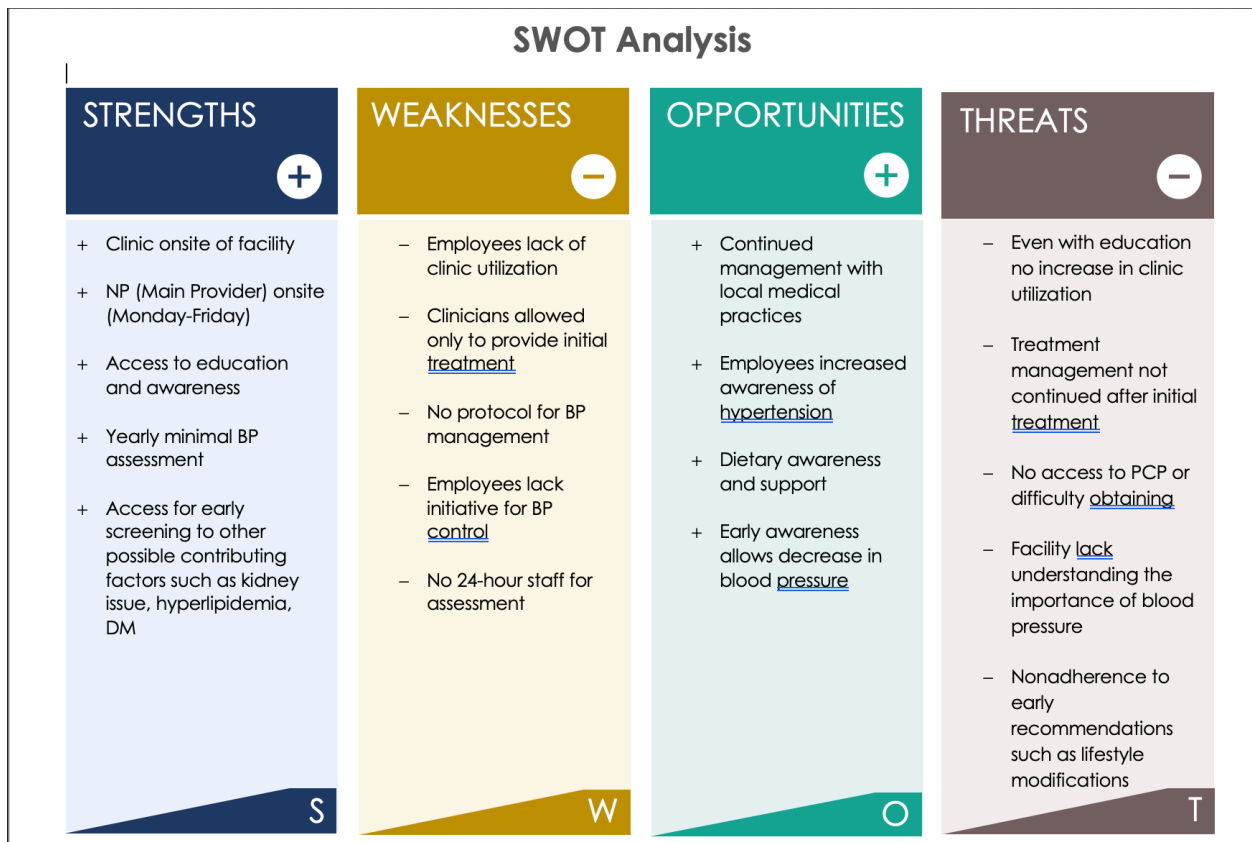 SWOT Analysis
STRENGTHS
+ Clinic onsite of facility
+ NP (Main Provider) onsite
(Monday-Friday)
+ Access to education
and awareness
+ Yearly minimal BP
assessment
+ Access for early
screening to other
possible contributing
factors such as kidney
issue, hyperlipidemia,
DM
S
WEAKNESSES
– Employees lack of
clinic utilization
– Clinicians allowed
only to provide initial
treatment
– No protocol for BP
management
– Employees lack
initiative for BP
control
– No 24-hour staff for
assessment
W
OPPORTUNITIES
+ Continued
management with
local medical
practices
+ Employees increased
awareness of
hypertension
+ Dietary awareness
and support
+ Early awareness
allows decrease in
blood pressure
O
THREATS
– Even with education
no increase in clinic
utilization
– Treatment
management not
continued after initial
treatment
– No access to PCP or
difficulty obtaining
– Facility lack
understanding the
importance of blood
pressure
– Nonadherence to
early
recommendations
such as lifestyle
modifications
T